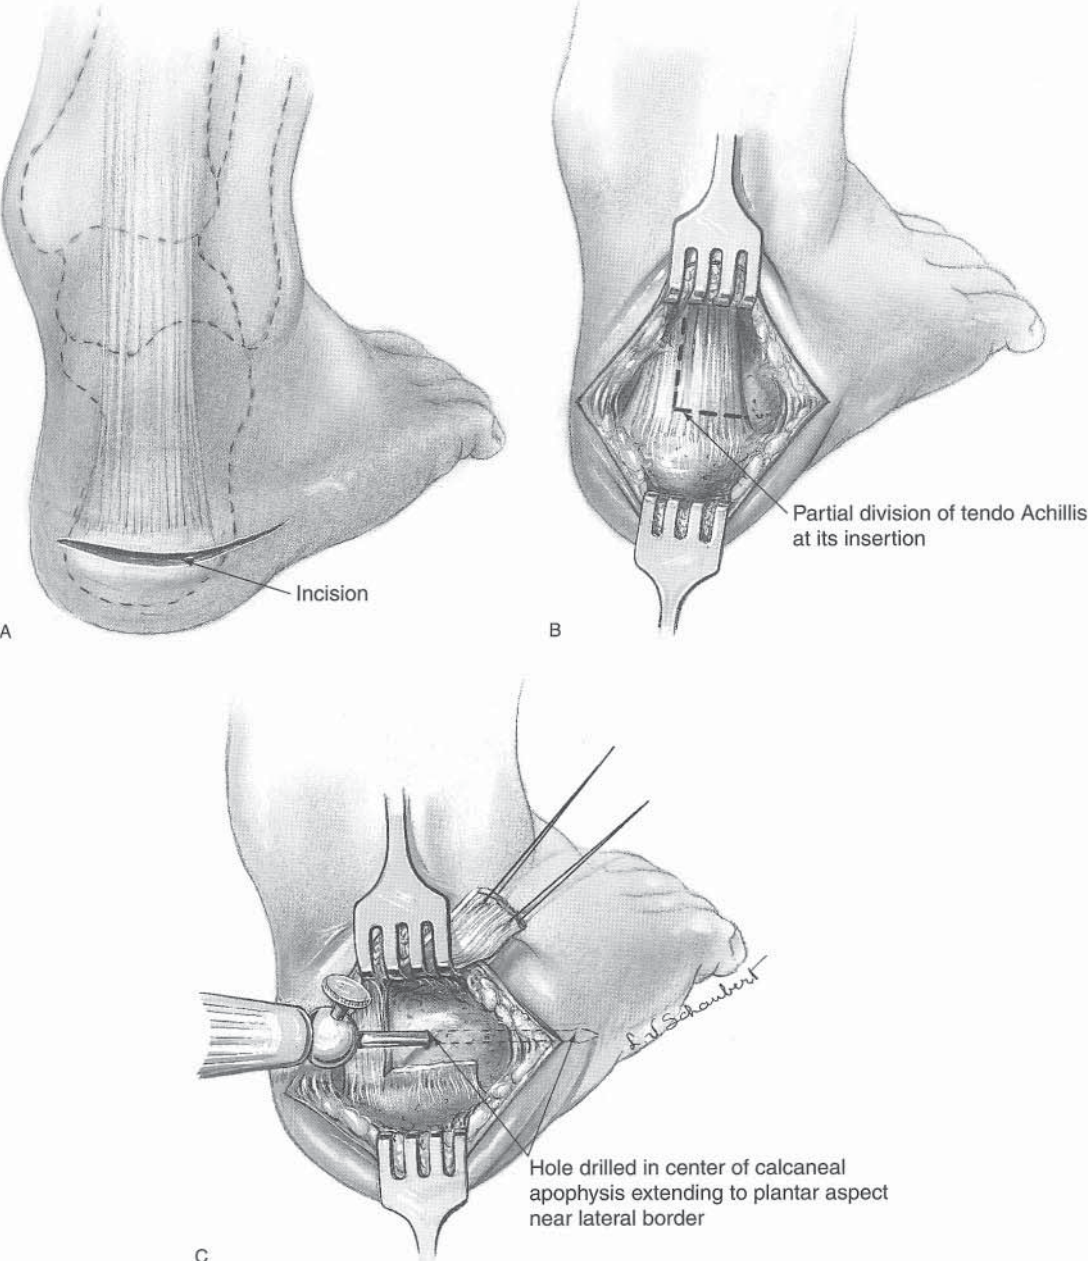 Incision
A
Partial division of tendo Achillis
at its insertion
B
L.V. Schaubert
Hole drilled in center of calcaneal
apophysis extending to plantar aspect
near lateral border
C